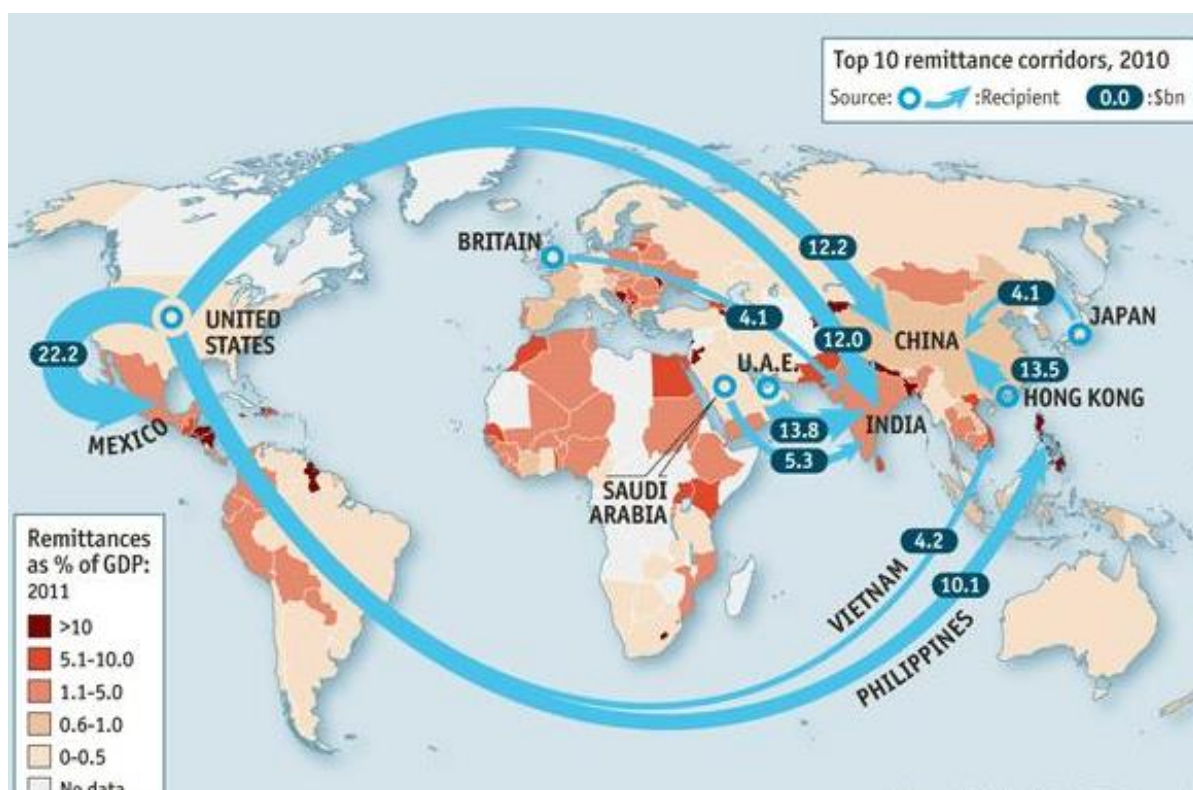 Top 10 remittance corridors, 2010
Source: :Recipient 0.0 :$bn
BRITAIN
12.2
4.1
4.1
JAPAN
UNITED
STATES
CHINA
12.0
22.2
U.A.E.
13.5
HONG KONG
MEXICO
13.8
INDIA
5.3
SAUDI
ARABIA
4.2
VIETNAM
10.1
PHILIPPINES
Remittances
as % of GDP:
2011
>10
5.1-10.0
1.1-5.0
0.6-1.0
0-0.5
No data